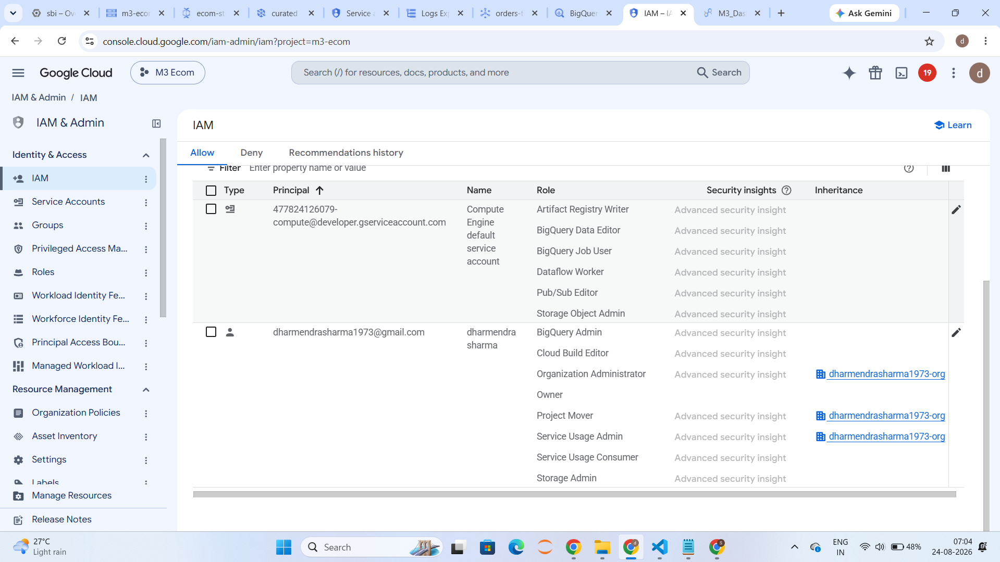 sbi – Ov
m3-econ
ecom-st
curated
Service a
Logs Exp
orders-t
BigQuer
IAM – IA
M3_Das
Ask Gemini
console.cloud.google.com/iam-admin/iam?project=m3-ecom
d
Google Cloud
M3 Ecom
Search (/) for resources, docs, products, and more
Search
19
d
IAM & Admin / IAM
IAM & Admin
IAM
Learn
Identity & Access
Allow
Deny
Recommendations history
Filter Enter property name or value
IAM
Service Accounts
Groups
Privileged Access Ma...
Roles
Workload Identity Fe...
Workforce Identity Fe...
Principal Access Bou...
Managed Workload I...
Resource Management
Organization Policies
Asset Inventory
Settings
Labels
Manage Resources
Release Notes
Type Principal Name Role Security insights Inheritance
477824126079-
compute@developer.gserviceaccount.com
Compute
Engine
default
service
account
Artifact Registry Writer Advanced security insight
BigQuery Data Editor Advanced security insight
BigQuery Job User Advanced security insight
Dataflow Worker Advanced security insight
Pub/Sub Editor Advanced security insight
Storage Object Admin Advanced security insight
dharmendrasharma1973@gmail.com
dharmendra
sharma
BigQuery Admin Advanced security insight
Cloud Build Editor Advanced security insight
Organization Administrator Advanced security insight dharmendrasharma1973-org
Owner
Project Mover Advanced security insight dharmendrasharma1973-org
Service Usage Admin Advanced security insight dharmendrasharma1973-org
Service Usage Consumer Advanced security insight
Storage Admin Advanced security insight
27°C
Light rain
Search
d
S
ENG
IN
48%
07:04
24-08-2026